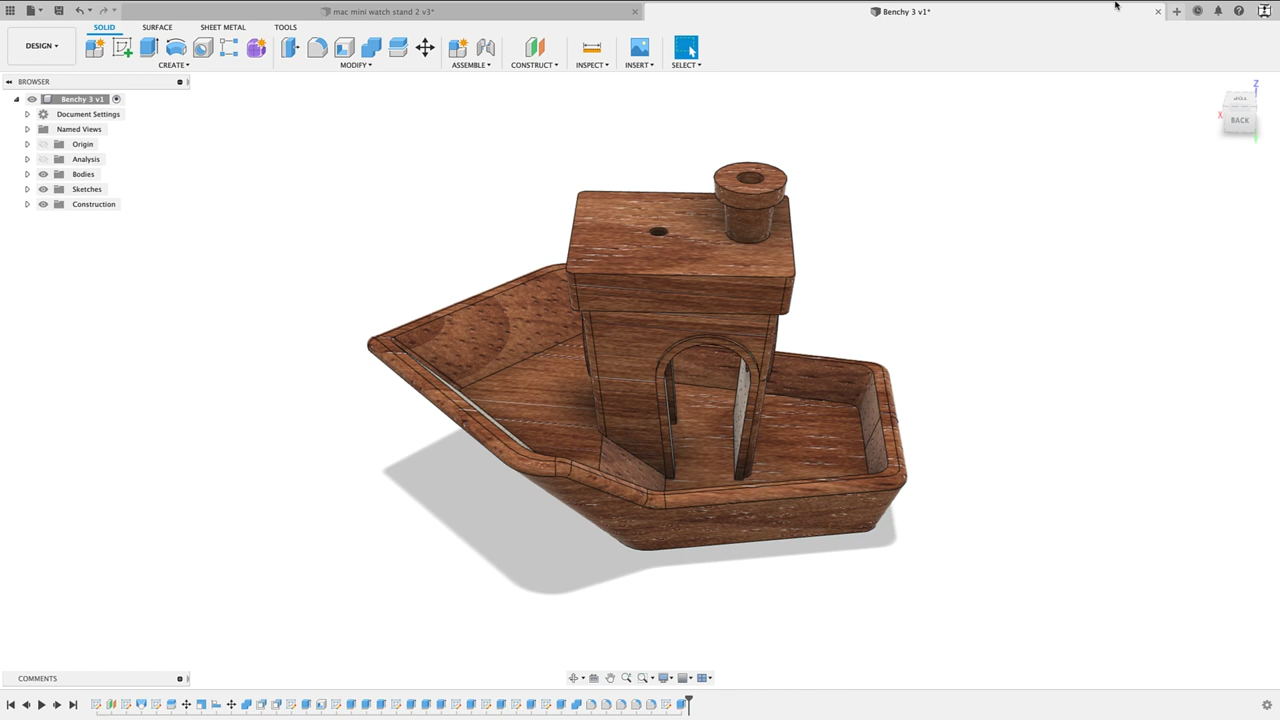 mac mini watch stand 2 v3*
Benchy 3 v1*
SOLID
SURFACE
SHEET METAL
TOOLS
DESIGN
CREATE
MODIFY
ASSEMBLE
CONSTRUCT
INSPECT
INSERT
SELECT
BROWSER
Benchy 3 v1
Document Settings
Named Views
Origin
Analysis
Bodies
Sketches
Construction
Z
X
TOP
BACK
COMMENTS